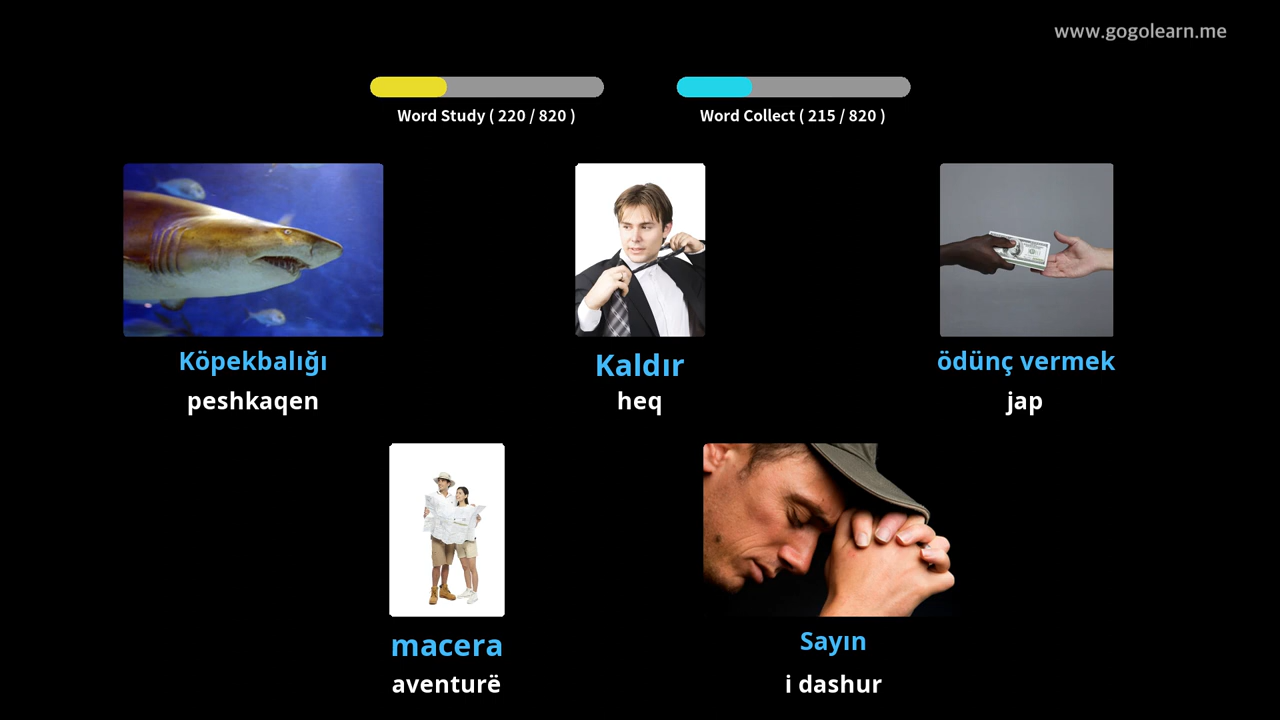 www.gogolearn.me
Word Study ( 220 / 820 )
Word Collect ( 215 / 820 )
Köpekbalığı
peshkaqen
Kaldır
heq
ödünç vermek
jap
macera
aventurë
Sayın
i dashur